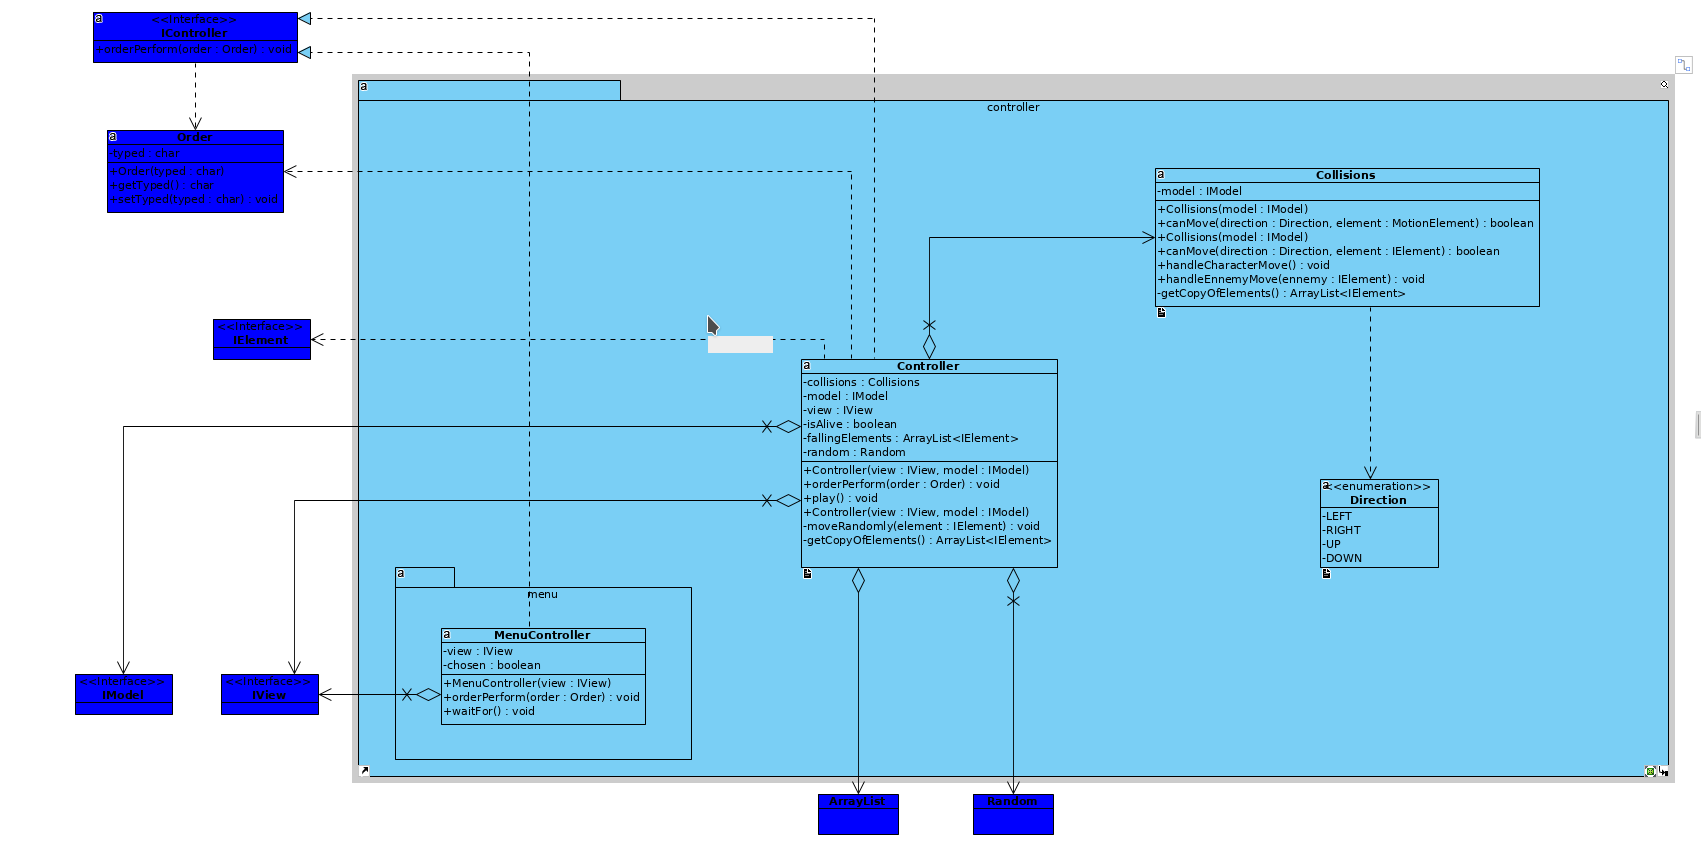 <<Interface>>
IController
+orderPerform(order : Order) : void
controller
Order
-typed : char
+Order(typed : char)
+getTyped() : char
+setTyped(typed : char) : void
Collisions
-model : IModel
+Collisions(model : IModel)
+canMove(direction : Direction, element : MotionElement) : boolean
+Collisions(model : IModel)
+canMove(direction : Direction, element : IElement) : boolean
+handleCharacterMove() : void
+handleEnnemyMove(ennemy : IElement) : void
-getCopyOfElements() : ArrayList<IElement>
<<Interface>>
IElement
Controller
-collisions : Collisions
-model : IModel
-view : IView
-isAlive : boolean
-fallingElements : ArrayList<IElement>
-random : Random
+Controller(view : IView, model : IModel)
+orderPerform(order : Order) : void
+play() : void
+Controller(view : IView, model : IModel)
-moveRandomly(element : IElement) : void
-getCopyOfElements() : ArrayList<IElement>
<<enumeration>>
Direction
-LEFT
-RIGHT
-UP
-DOWN
menu
MenuController
-view : IView
-chosen : boolean
+MenuController(view : IView)
+orderPerform(order : Order) : void
+waitFor() : void
<<Interface>>
IModel
<<Interface>>
IView
ArrayList
Random